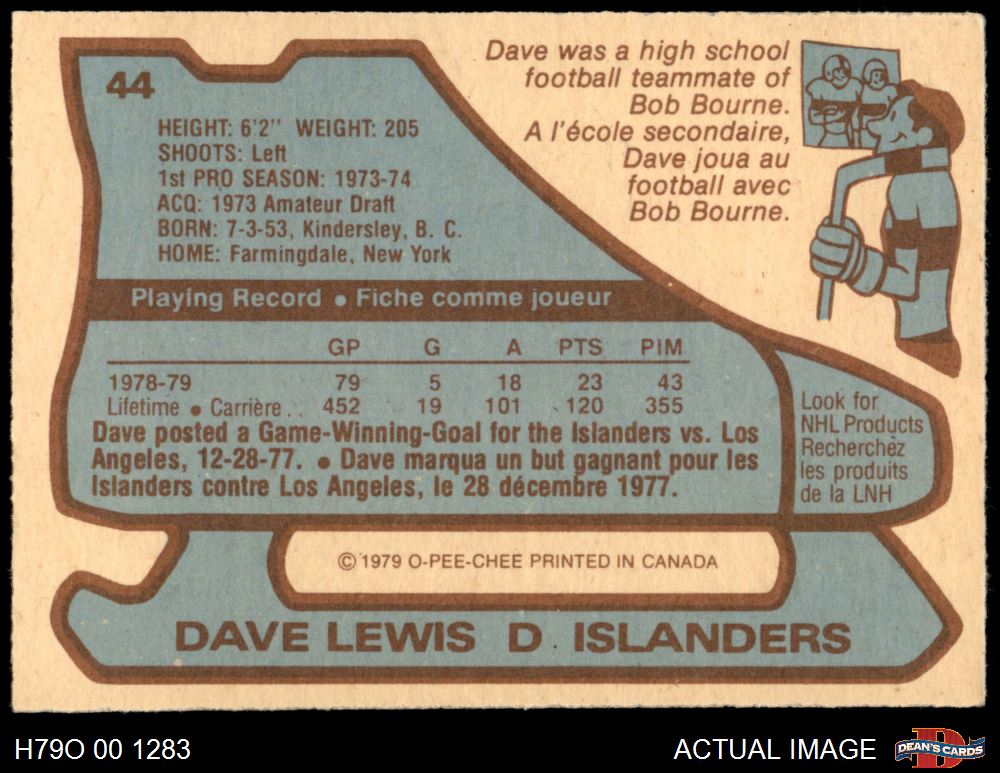 44
Dave was a high school
football teammate of
Bob Bourne.
A l'école secondaire,
Dave joua au
football avec
Bob Bourne.
HEIGHT: 6'2" WEIGHT: 205
SHOOTS: Left
1st PRO SEASON: 1973-74
ACQ: 1973 Amateur Draft
BORN: 7-3-53, Kindersley, B. C.
HOME: Farmingdale, New York
Playing Record • Fiche comme joueur
GP G A PTS PIM
1978-79 79 5 18 23 43
Lifetime • Carrière . . 452 19 101 120 355
Dave posted a Game-Winning-Goal for the Islanders vs. Los
Angeles, 12-28-77. • Dave marqua un but gagnant pour les
Islanders contre Los Angeles, le 28 décembre 1977.
Look for
NHL Products
Recherchèz
les produits
de la LNH
© 1979 O-PEE-CHEE PRINTED IN CANADA
DAVE LEWIS D ISLANDERS
H79O 00 1283
ACTUAL IMAGE
DEAN'S CARDS